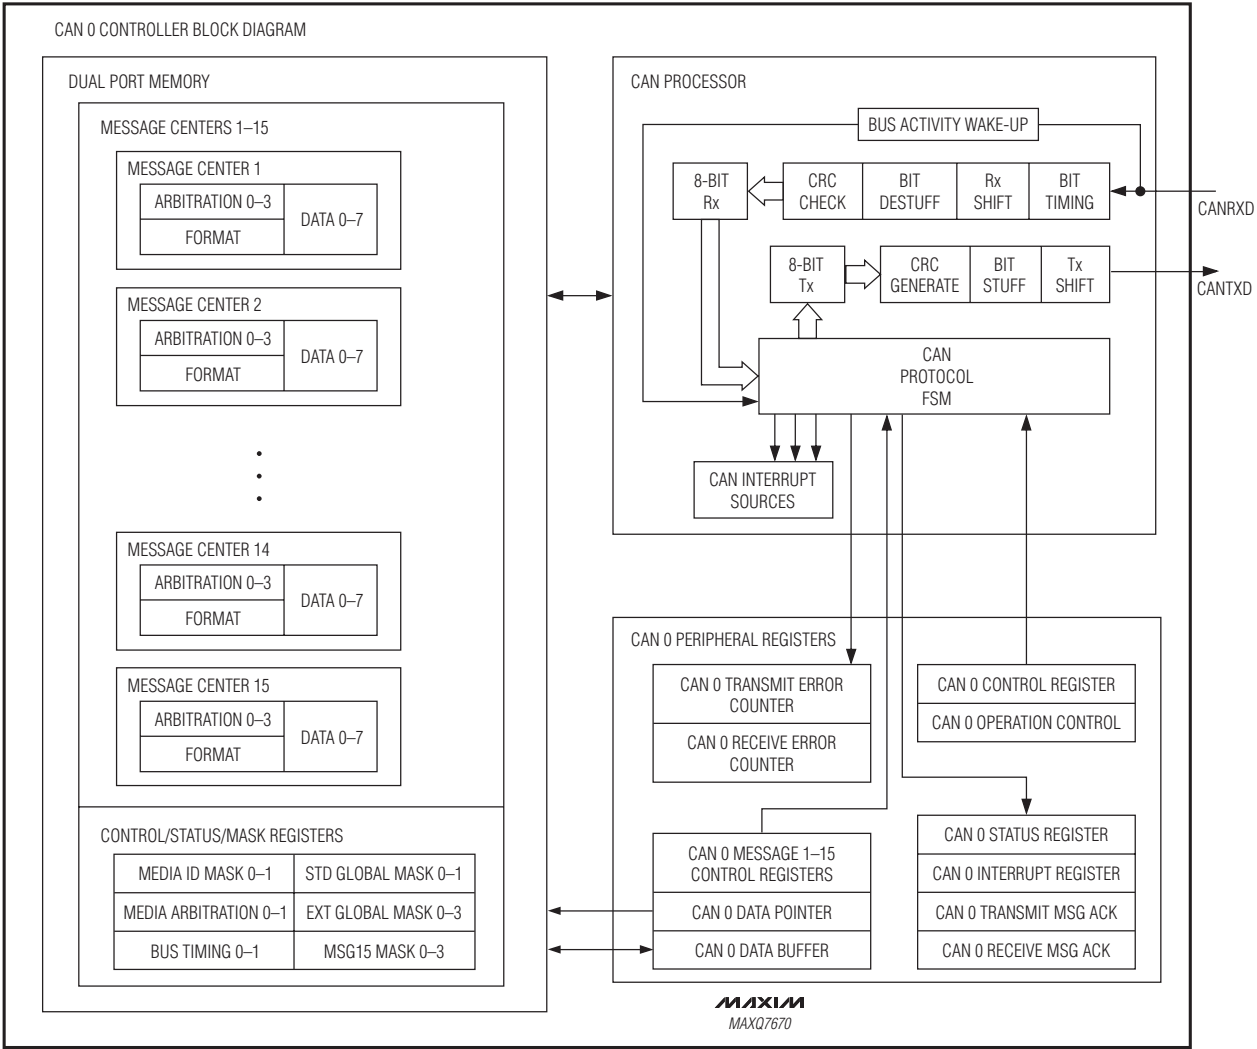 CAN 0 CONTROLLER BLOCK DIAGRAM
DUAL PORT MEMORY
MESSAGE CENTERS 1–15
MESSAGE CENTER 1
ARBITRATION 0–3
FORMAT
DATA 0–7
MESSAGE CENTER 2
ARBITRATION 0–3
FORMAT
DATA 0–7
MESSAGE CENTER 14
ARBITRATION 0–3
FORMAT
DATA 0–7
MESSAGE CENTER 15
ARBITRATION 0–3
FORMAT
DATA 0–7
CONTROL/STATUS/MASK REGISTERS
MEDIA ID MASK 0–1
STD GLOBAL MASK 0–1
MEDIA ARBITRATION 0–1
EXT GLOBAL MASK 0–3
BUS TIMING 0–1
MSG15 MASK 0–3
CAN PROCESSOR
BUS ACTIVITY WAKE-UP
8-BIT
Rx
CRC
CHECK
BIT
DESTUFF
Rx
SHIFT
BIT
TIMING
CANRXD
8-BIT
Tx
CRC
GENERATE
BIT
STUFF
Tx
SHIFT
CANTXD
CAN
PROTOCOL
FSM
CAN INTERRUPT
SOURCES
CAN 0 PERIPHERAL REGISTERS
CAN 0 TRANSMIT ERROR
COUNTER
CAN 0 RECEIVE ERROR
COUNTER
CAN 0 CONTROL REGISTER
CAN 0 OPERATION CONTROL
CAN 0 MESSAGE 1–15
CONTROL REGISTERS
CAN 0 DATA POINTER
CAN 0 DATA BUFFER
CAN 0 STATUS REGISTER
CAN 0 INTERRUPT REGISTER
CAN 0 TRANSMIT MSG ACK
CAN 0 RECEIVE MSG ACK
MAXIM
MAXQ7670